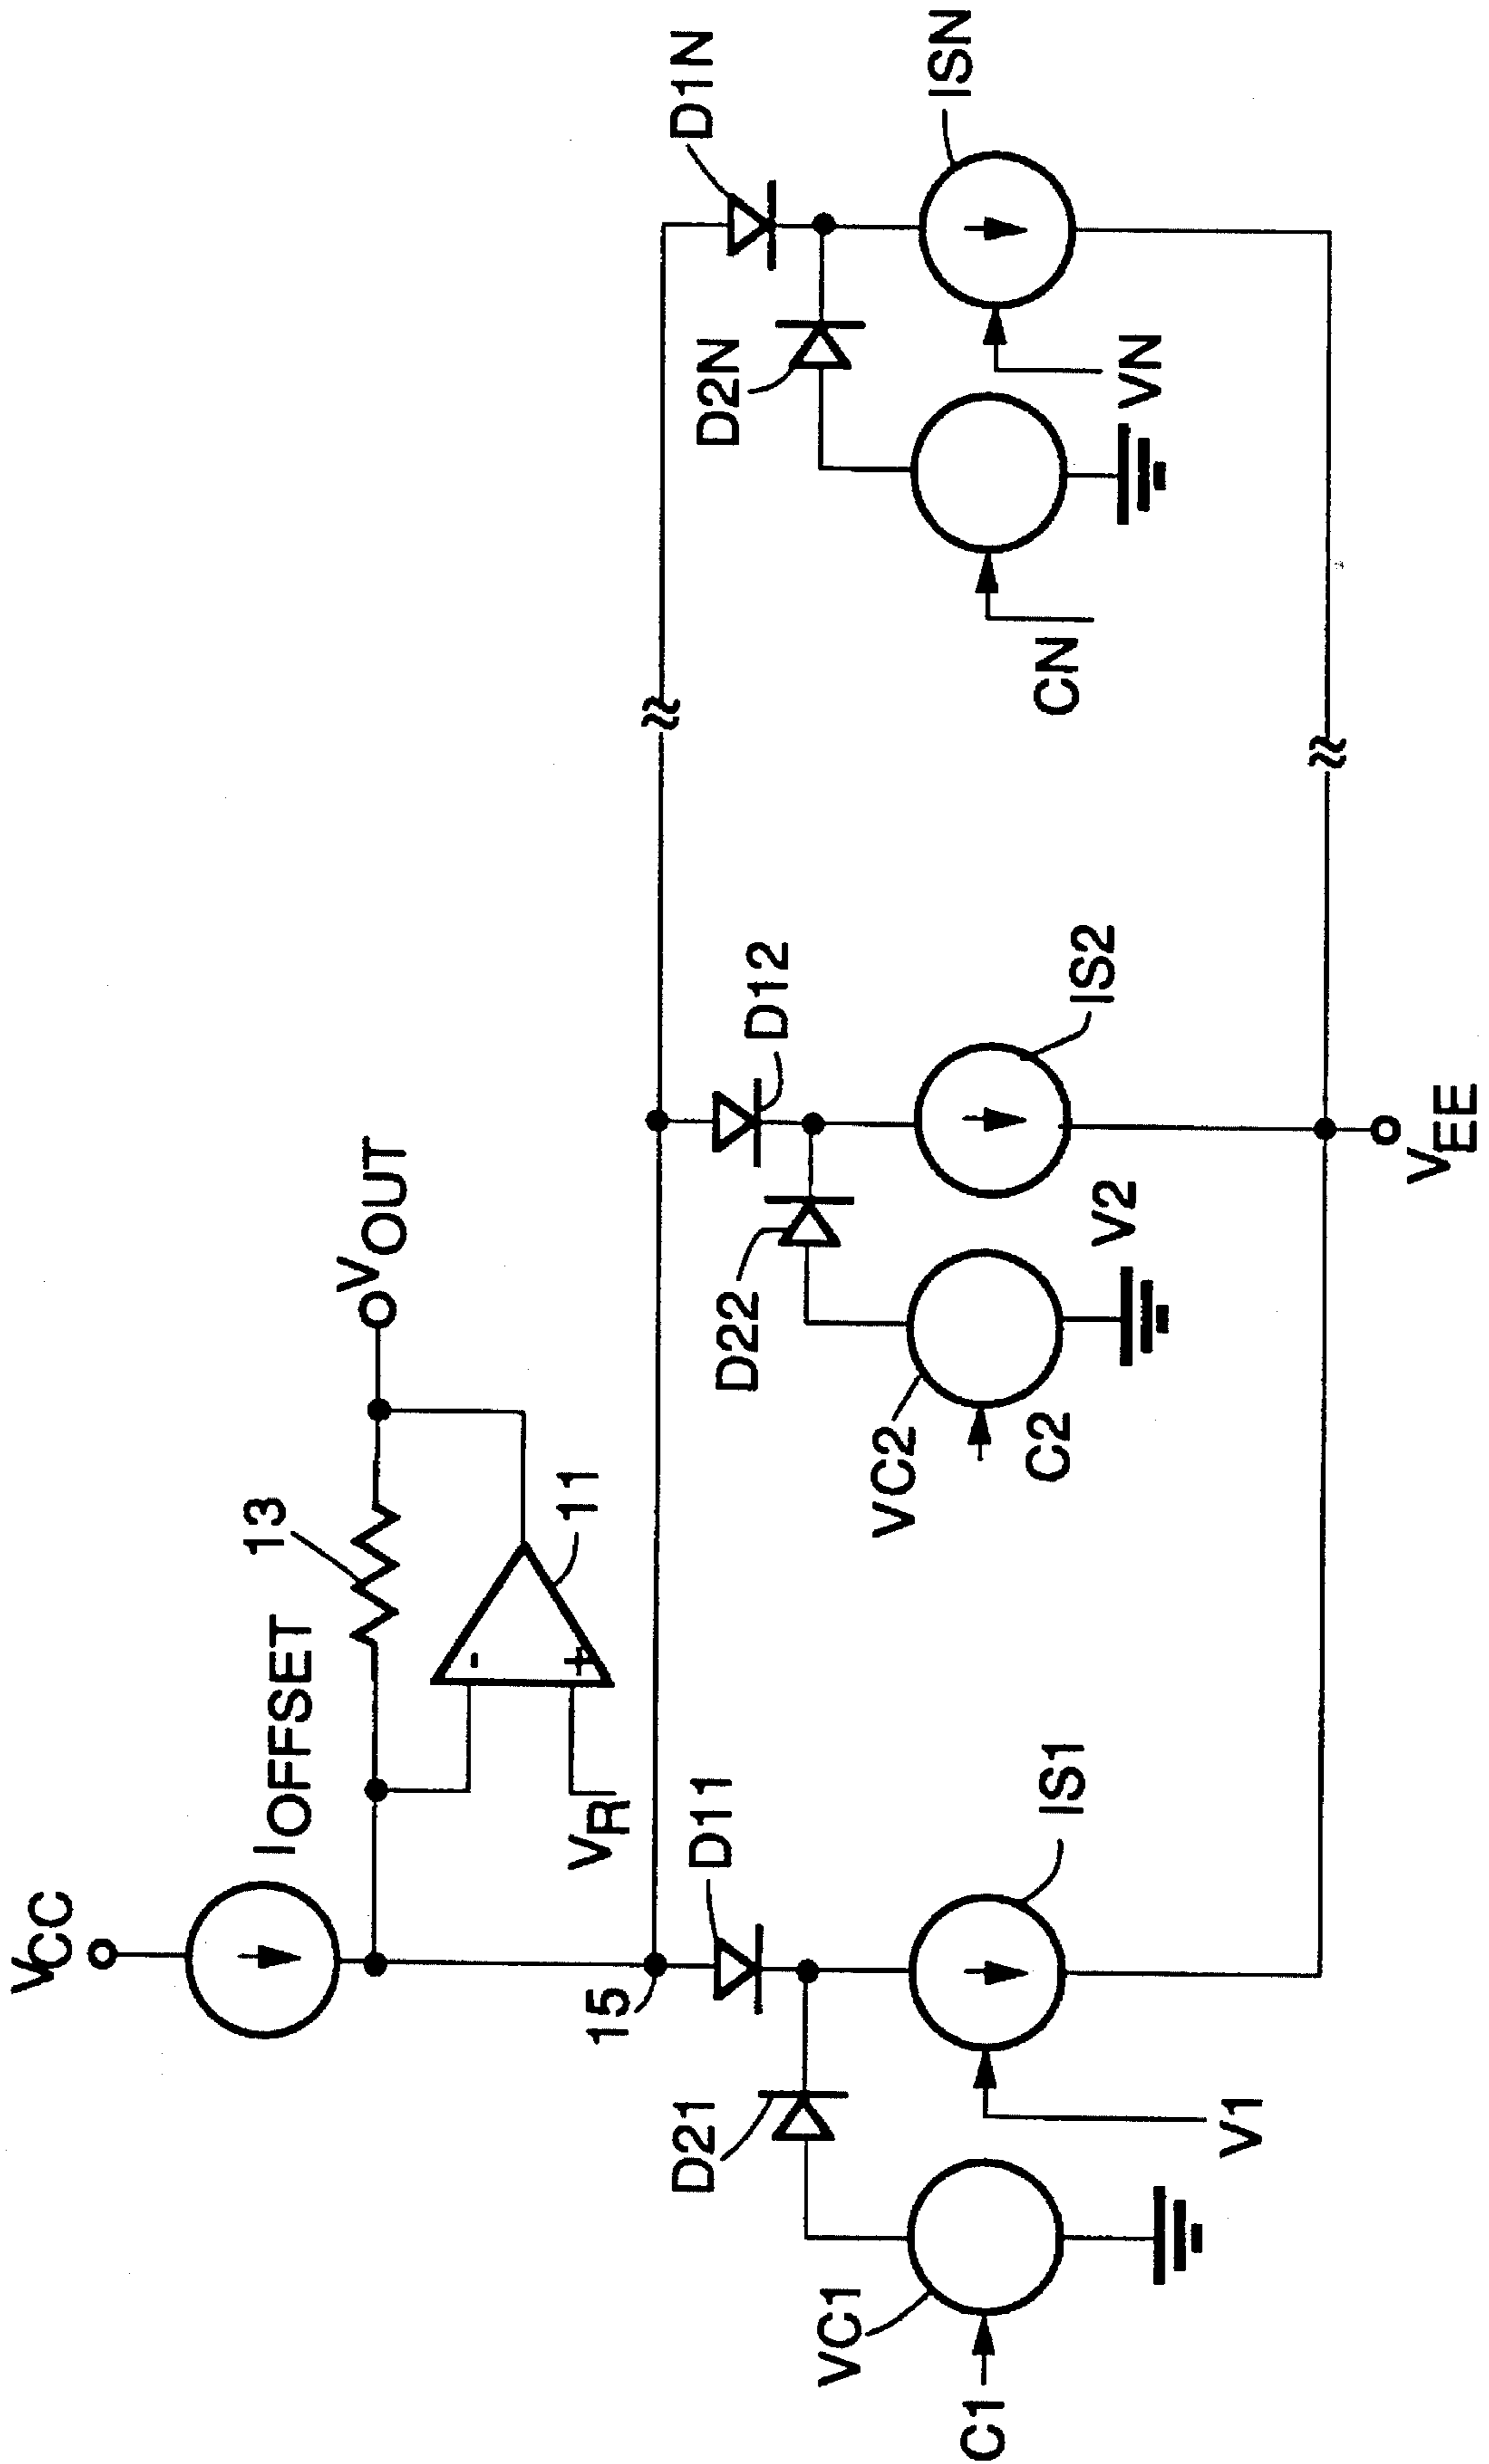 VCC
IOFFSET
13
VOUT
11
-
+
VR
15
D11
D12
D1N
D21
D22
D2N
VC1
VC2
IS1
IS2
ISN
C1
C2
CN
V1
V2
VN
VEE